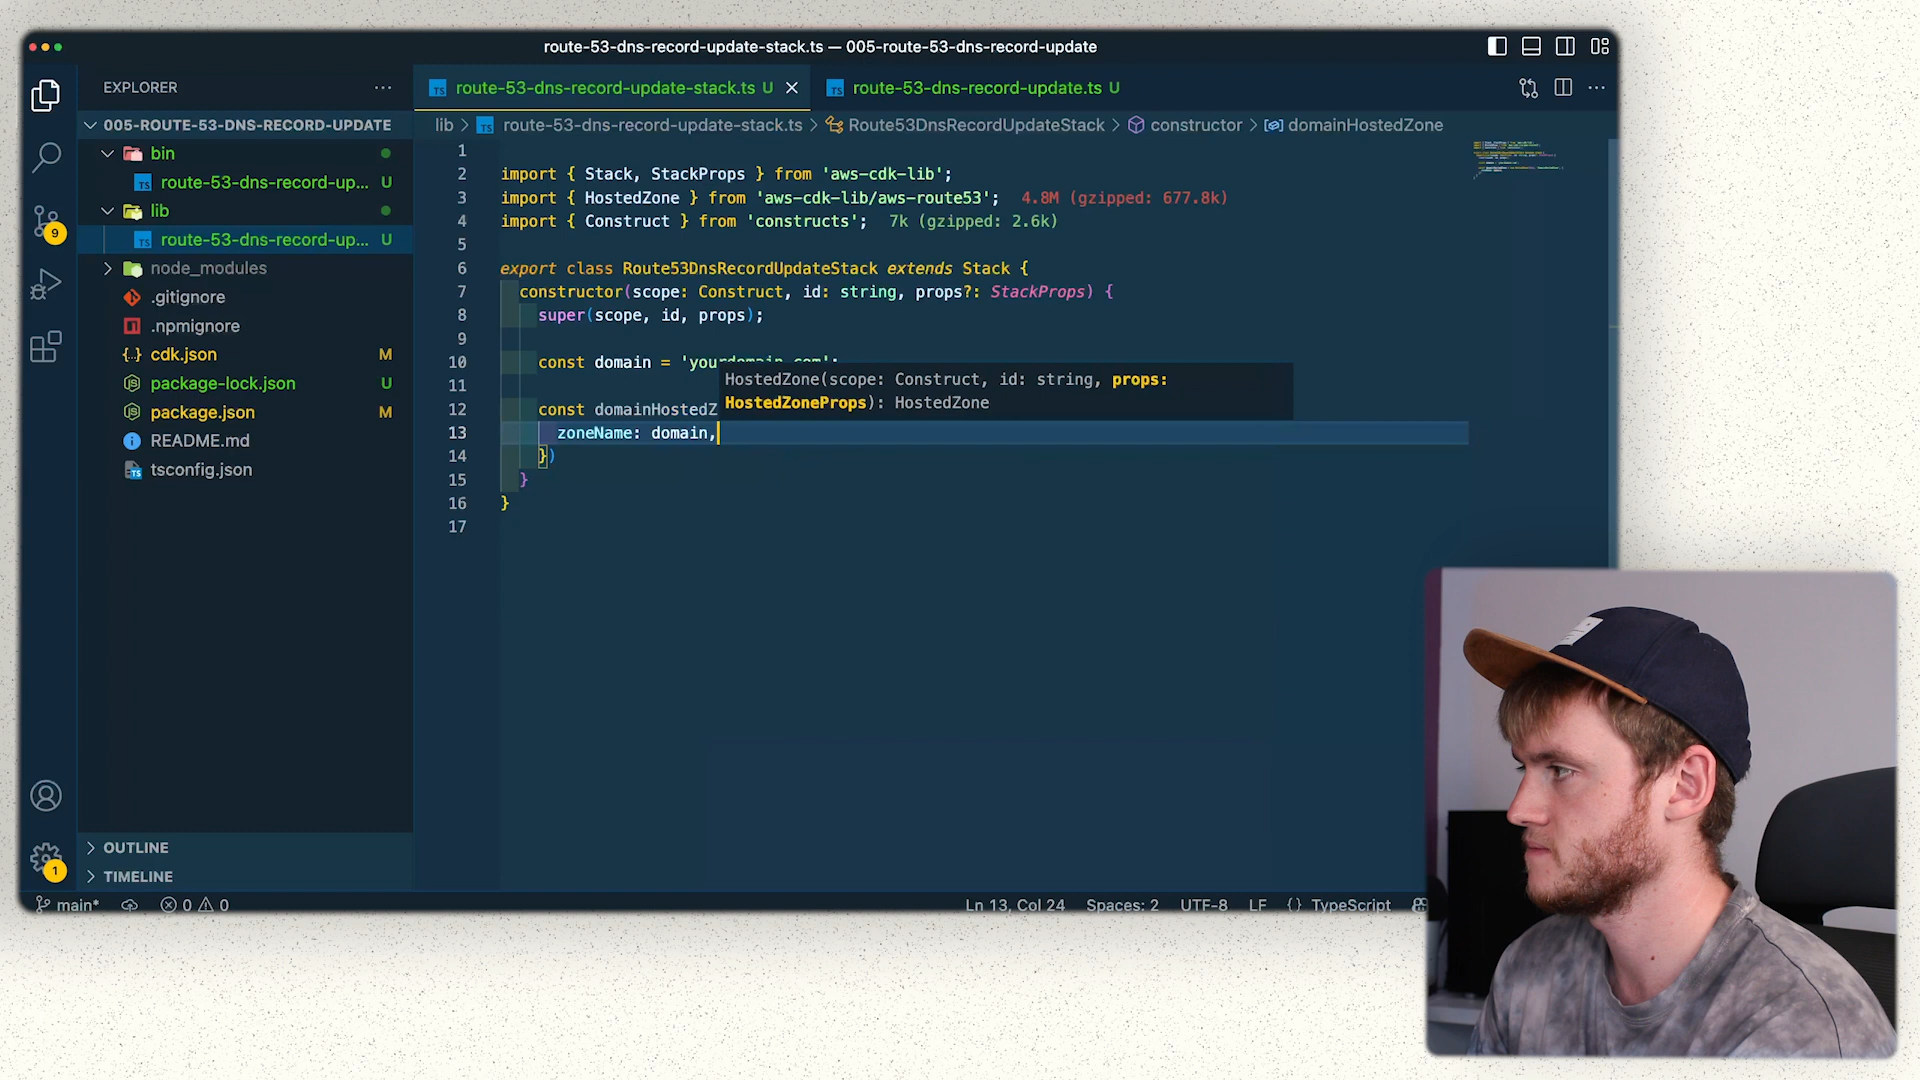 route-53-dns-record-update-stack.ts — 005-route-53-dns-record-update
EXPLORER
005-ROUTE-53-DNS-RECORD-UPDATE
bin
route-53-dns-record-up... U
lib
route-53-dns-record-up... U
node_modules
.gitignore
.npmignore
cdk.json M
package-lock.json U
package.json M
README.md
tsconfig.json
OUTLINE
TIMELINE
9
1
route-53-dns-record-update-stack.ts U
route-53-dns-record-update.ts U
lib > route-53-dns-record-update-stack.ts > Route53DnsRecordUpdateStack > constructor > domainHostedZone
1
2 import { Stack, StackProps } from 'aws-cdk-lib';
3 import { HostedZone } from 'aws-cdk-lib/aws-route53'; 4.8M (gzipped: 677.8k)
4 import { Construct } from 'constructs'; 7k (gzipped: 2.6k)
5
6 export class Route53DnsRecordUpdateStack extends Stack {
7 constructor(scope: Construct, id: string, props?: StackProps) {
8 super(scope, id, props);
9
10 const domain = 'yourdomain.com';
11
HostedZone(scope: Construct, id: string, props:
HostedZoneProps): HostedZone
12 const domainHostedZ
13 zoneName: domain,
14 })
15 }
16 }
17
main* 0 0 Ln 13, Col 24 Spaces: 2 UTF-8 LF {} TypeScript